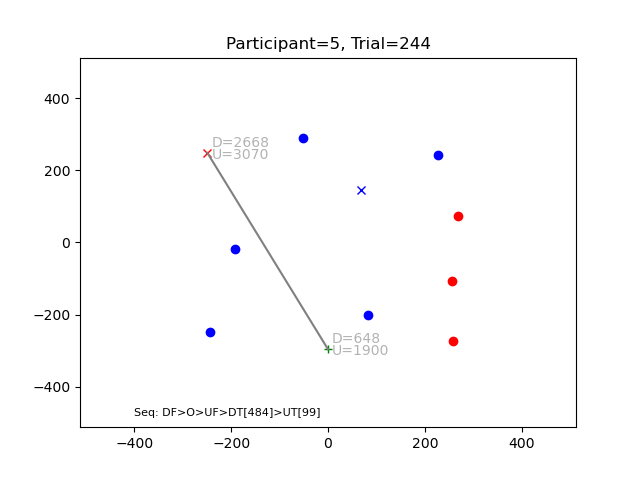 Participant=5, Trial=244
D=2668
U=3070
D=648
U=1900
Seq: DF>O>UF>DT[484]>UT[99]
400
200
0
−200
−400
−400 −200 0 200 400